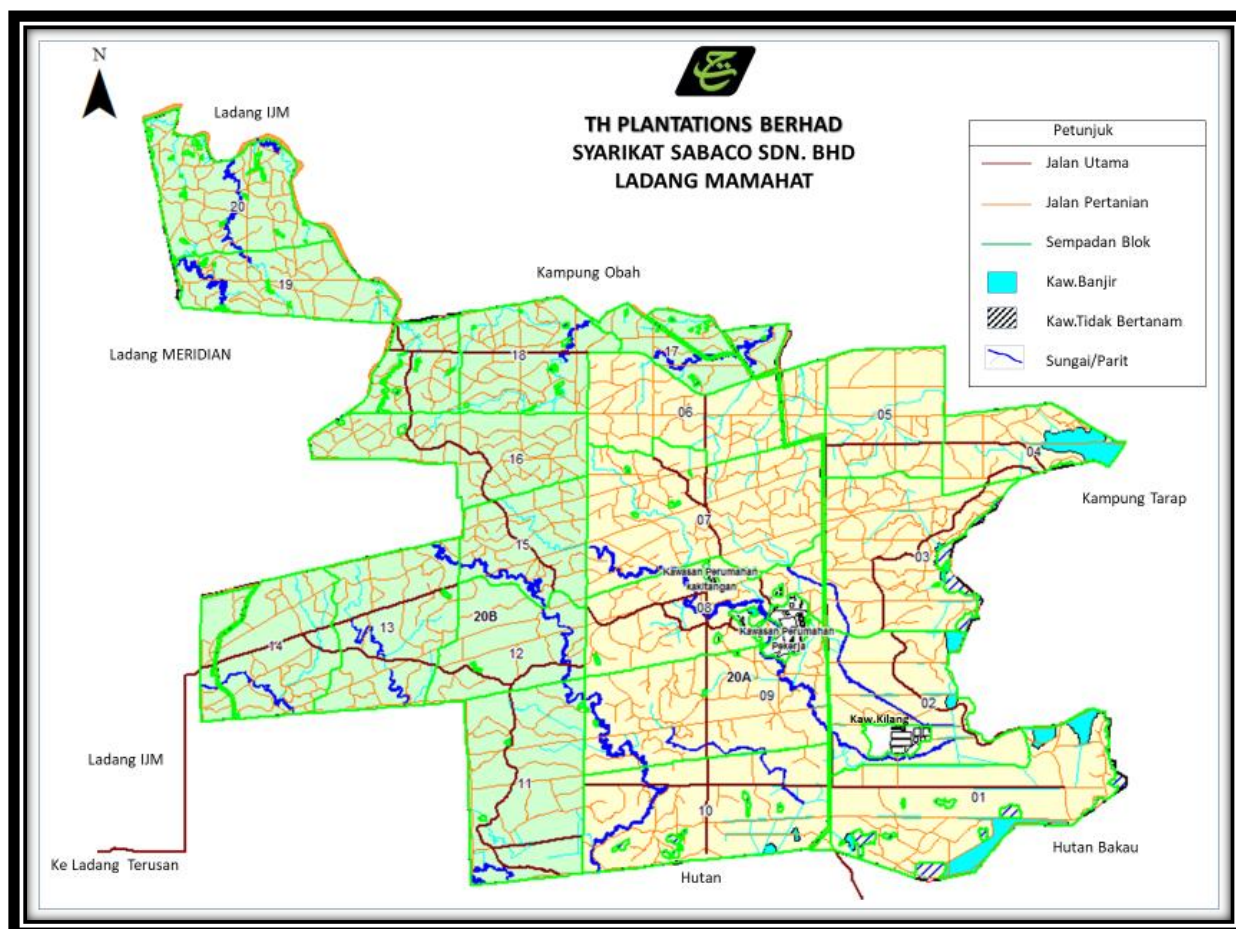 N
Ladang IJM
TH PLANTATIONS BERHAD
SYARIKAT SABACO SDN. BHD
LADANG MAMAHAT
Petunjuk
Jalan Utama
Jalan Pertanian
Sempadan Blok
Kaw.Banjir
Kaw.Tidak Bertanam
Sungai/Parit
20
19
Kampung Obah
Ladang MERIDIAN
18
17
06
05
04
16
Kampung Tarap
07
15
03
Kawasan Perumahan
kakitangan
08
20B
13
Kawasan Perumahan
Pekerja
14
12
20A
09
02
Kaw.Kilang
Ladang IJM
11
10
01
Ke Ladang Terusan
Hutan
Hutan Bakau